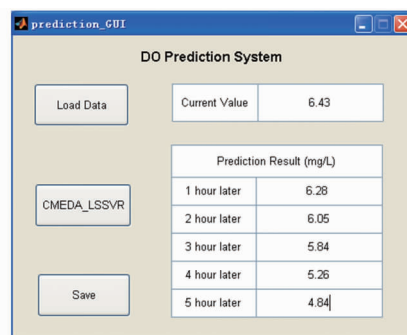 prediction_GUI
DO Prediction System
Load Data
Current Value 6.43
Prediction Result (mg/L)
1 hour later 6.28
CMEDA_LSSVR
2 hour later 6.05
3 hour later 5.84
4 hour later 5.26
Save
5 hour later 4.84